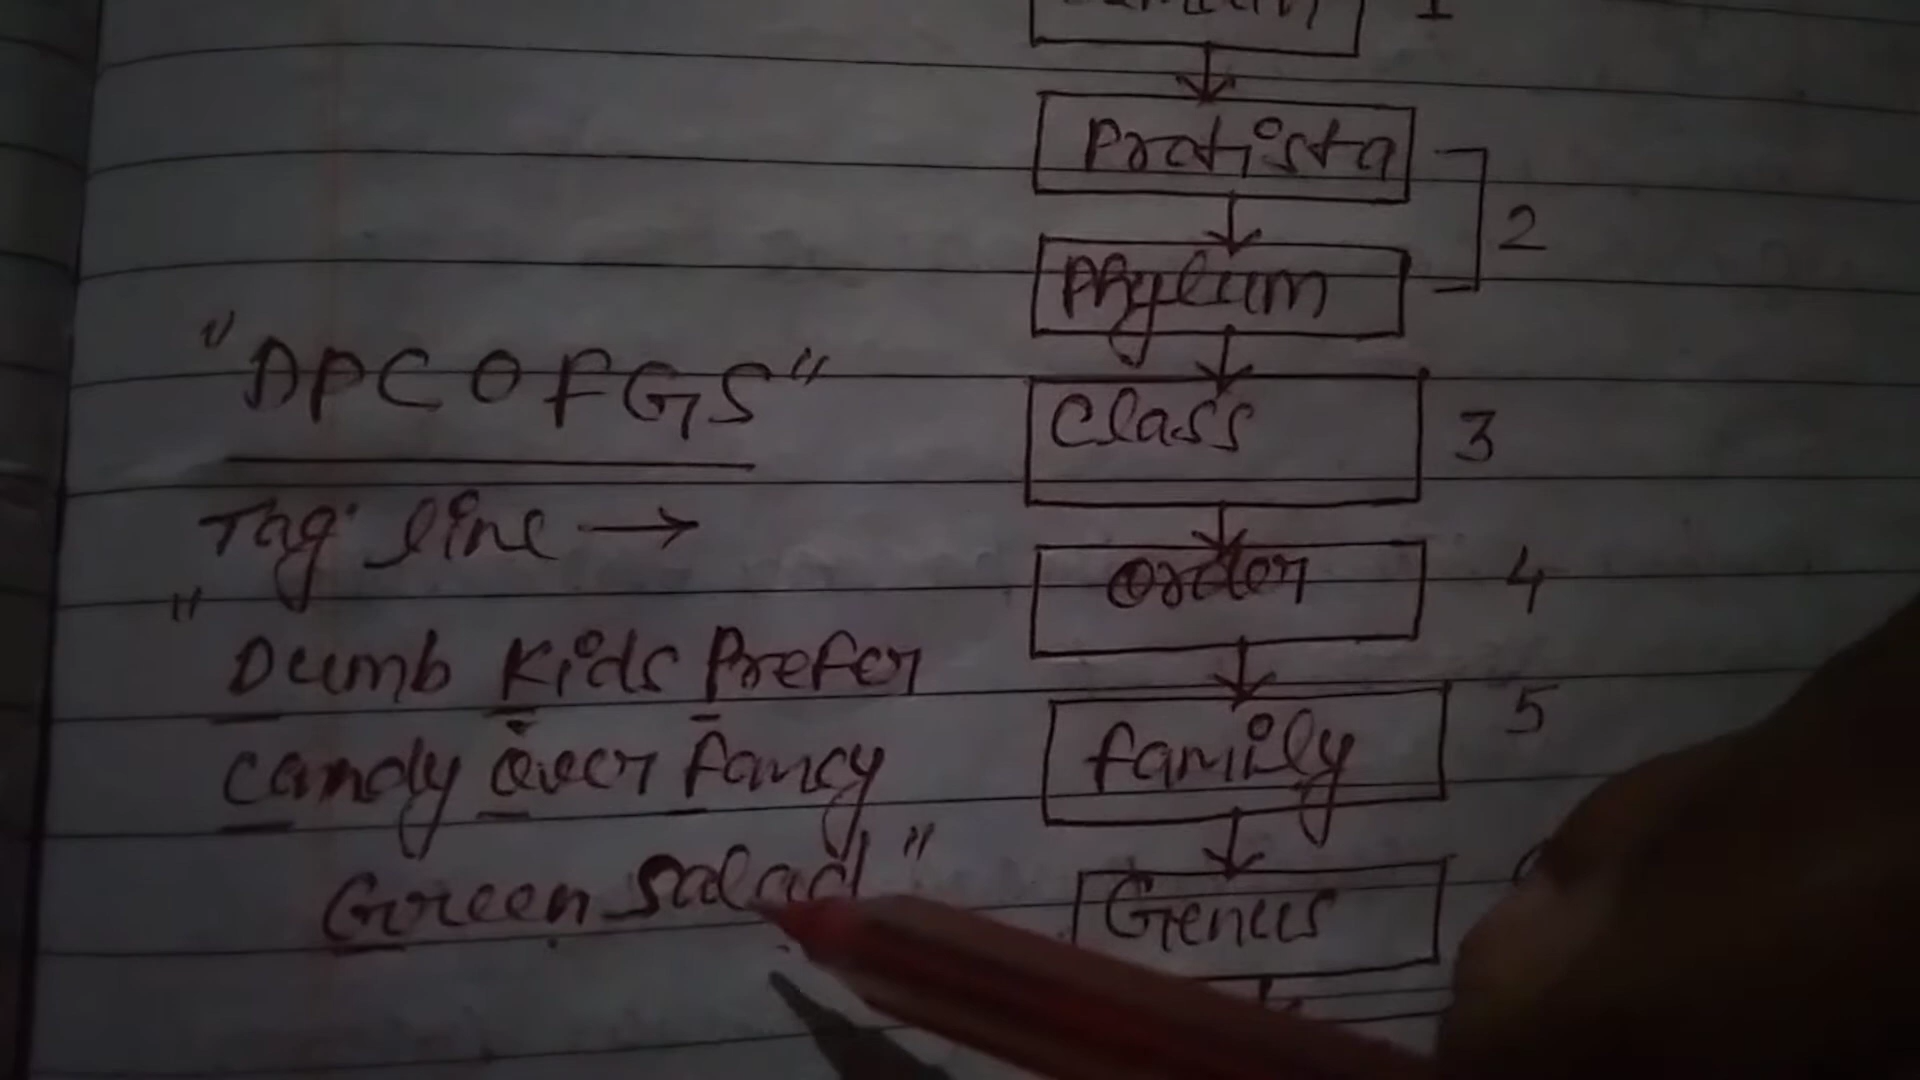 1
Protista
2
Phylum
"DPCOFGS"
Class
3
Tag line →
Order
4
"Dumb Kids Prefer
Candy Over Fancy
Green Salad"
family
5
Genus